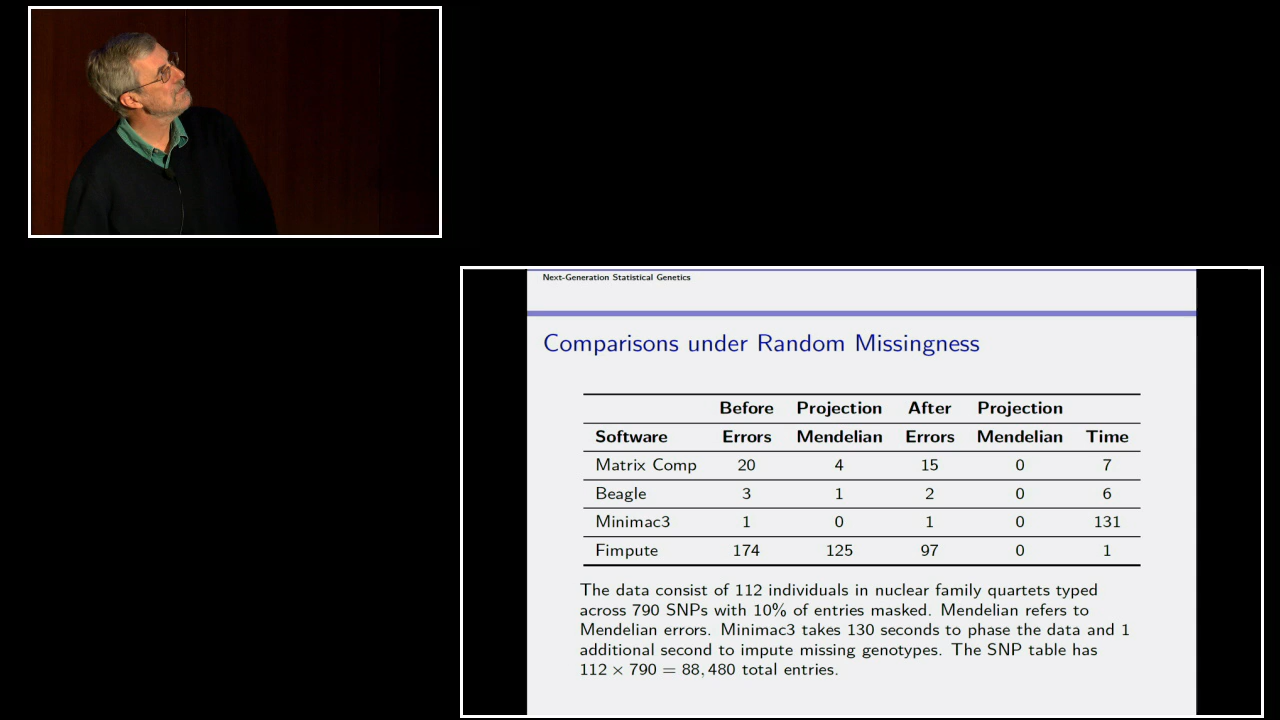 Next-Generation Statistical Genetics
Comparisons under Random Missingness
Before Projection After Projection
Software Errors Mendelian Errors Mendelian Time
Matrix Comp 20 4 15 0 7
Beagle 3 1 2 0 6
Minimac3 1 0 1 0 131
Fimpute 174 125 97 0 1
The data consist of 112 individuals in nuclear family quartets typed
across 790 SNPs with 10% of entries masked. Mendelian refers to
Mendelian errors. Minimac3 takes 130 seconds to phase the data and 1
additional second to impute missing genotypes. The SNP table has
112 × 790 = 88, 480 total entries.